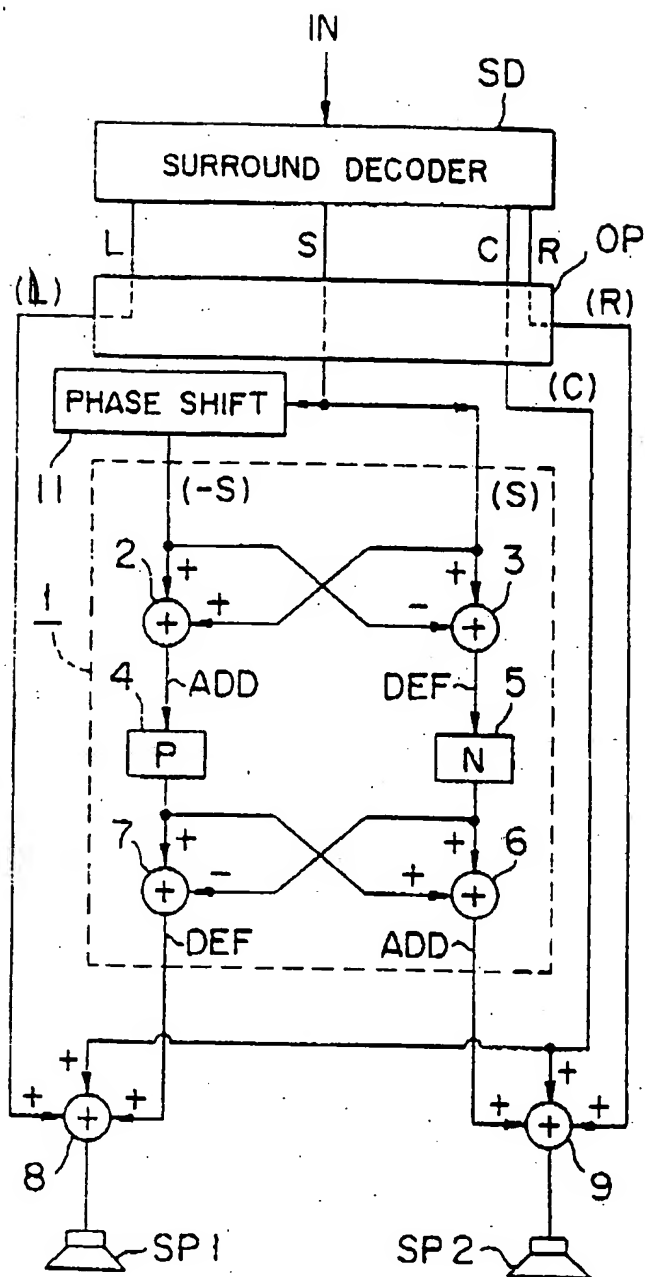 IN
SD
SURROUND DECODER
L S C R OP
(L) (R)
(C)
PHASE SHIFT
11 (-S) (S)
2 + + - + 3
1
ADD DEF
4 P 5 N
7 + - + + 6
DEF ADD
+ +
+ + + +
8 + + 9
SP1 SP2